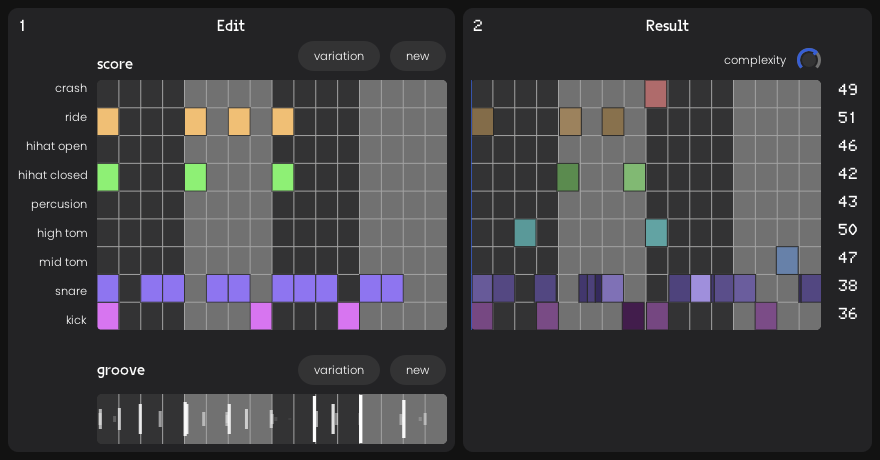 1 Edit
score variation new
crash
ride
hihat open
hihat closed
percusion
high tom
mid tom
snare
kick
groove variation new
2 Result
complexity
49
51
46
42
43
50
47
38
36